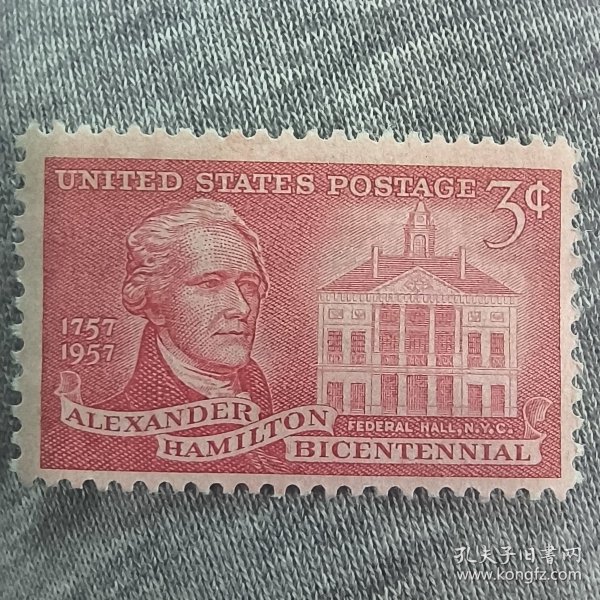 UNITED STATES POSTAGE 3¢
1757
1957
ALEXANDER
HAMILTON
BICENTENNIAL
FEDERAL HALL, N.Y.C.
孔夫子旧書网
www.kongfz.com